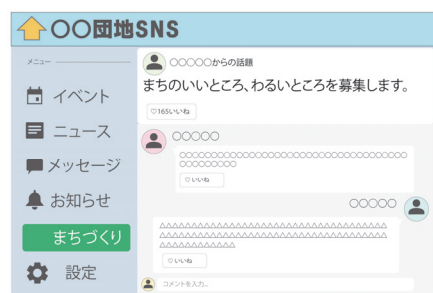 〇〇団地SNS
メニュー
イベント
ニュース
メッセージ
お知らせ
まちづくり
設定
〇〇〇〇〇からの話題
まちのいいところ、わるいところを募集します。
♡165いいね
〇〇〇〇〇
〇〇〇〇〇〇〇〇〇〇〇〇〇〇〇〇〇〇〇〇〇〇〇〇〇〇〇〇〇〇〇〇〇〇〇〇
〇〇〇〇〇〇〇〇〇
♡いいね
〇〇〇〇〇
△△△△△△△△△△△△△△△△△△△△△△△△△△△△△△△△△△△
△△△△△△△△△△△△△△△△△△△△△△△△△△△△△△△△△△△
△△△△△△△△△△△△
♡いいね
コメントを入力...